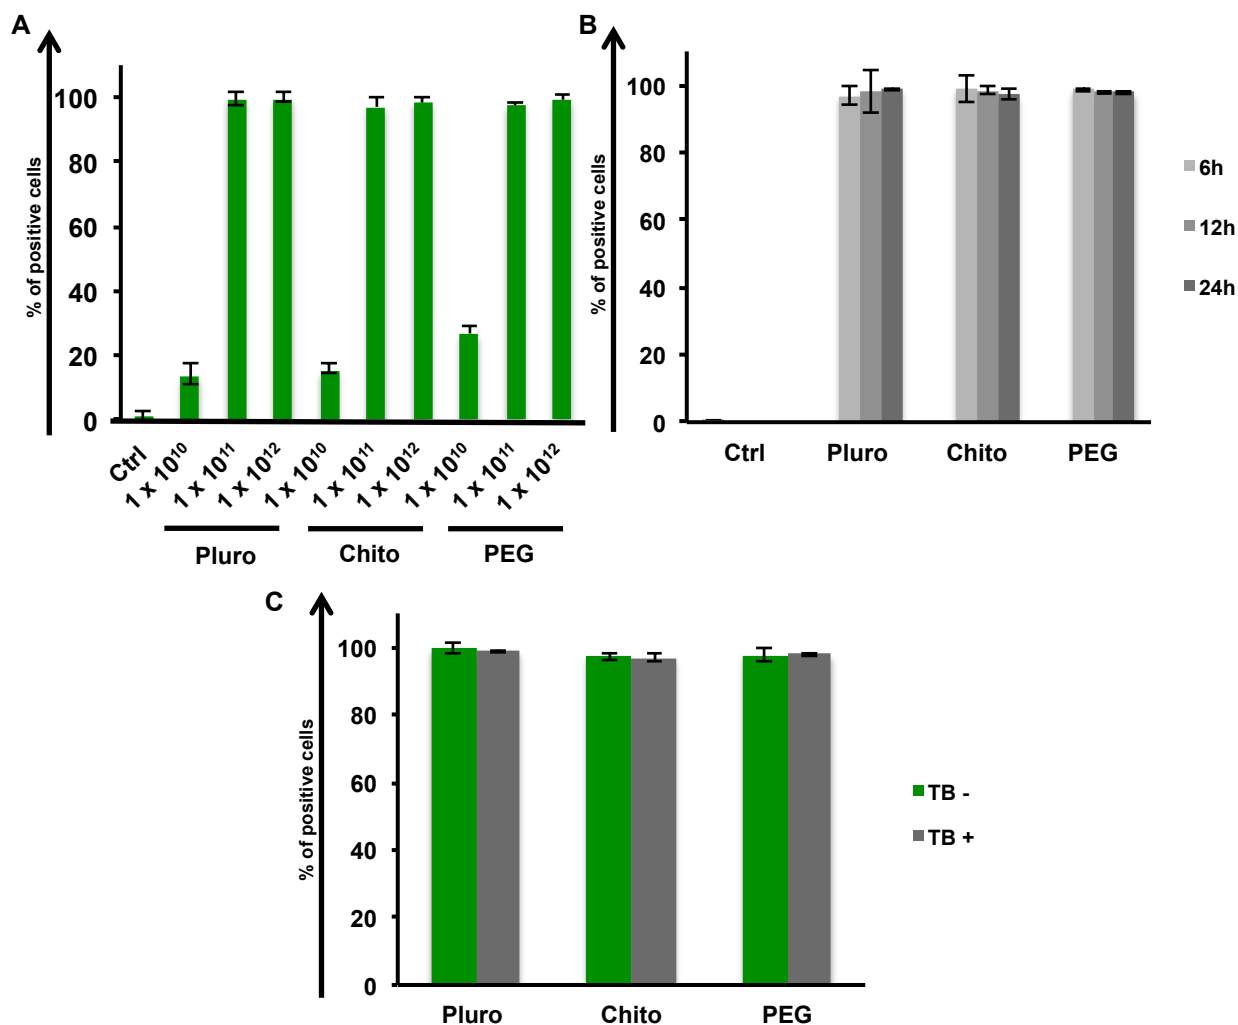 A
% of positive cells
100
80
60
40
20
0
Ctrl
1 x 10¹⁰
1 x 10¹¹
1 x 10¹²
1 x 10¹⁰
1 x 10¹¹
1 x 10¹²
1 x 10¹⁰
1 x 10¹¹
1 x 10¹²
Pluro Chito PEG
B
% of positive cells
100
80
60
40
20
0
Ctrl Pluro Chito PEG
6h
12h
24h
C
% of positive cells
100
80
60
40
20
0
Pluro Chito PEG
TB -
TB +